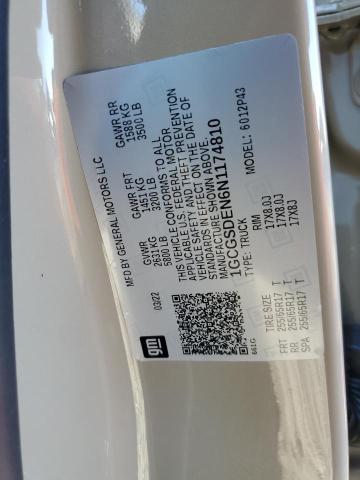 MFD BY GENERAL MOTORS LLC
03/22
GVWR
2631 KG
5800 LB
GAWR FRT
1451 KG
3200 LB
GAWR RR
1588 KG
3500 LB
THIS VEHICLE CONFORMS TO ALL
APPLICABLE U.S. FEDERAL MOTOR
VEHICLE SAFETY AND THEFT PREVENTION
STANDARDS IN EFFECT ON THE DATE OF
MANUFACTURE SHOWN ABOVE.
1GCGSDEN6N1174810
TYPE: TRUCK
MODEL: 6012P43
gm
661G
TIRE SIZE
RIM
FRT 255/65R17 T 17X8.0J
RR 255/65R17 T 17X8.0J
SPA 255/65R17 T 17X8J